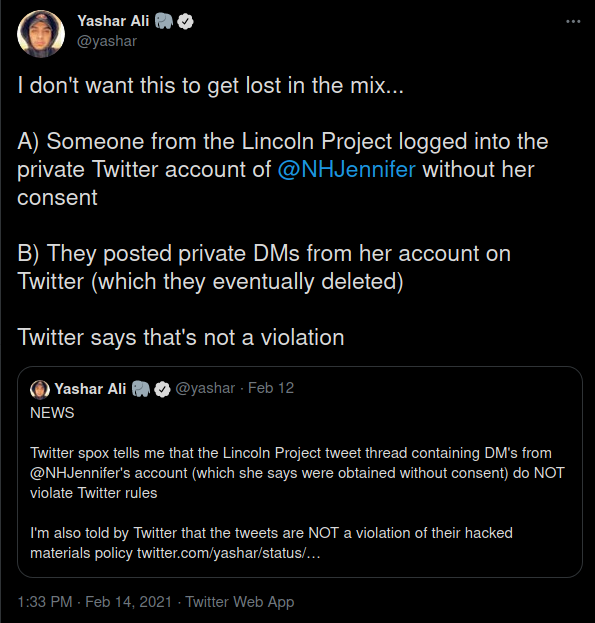 Yashar Ali 🐘
@yashar
I don't want this to get lost in the mix...
A) Someone from the Lincoln Project logged into the
private Twitter account of @NHJennifer without her
consent
B) They posted private DMs from her account on
Twitter (which they eventually deleted)
Twitter says that's not a violation
Yashar Ali 🐘 @yashar · Feb 12
NEWS
Twitter spox tells me that the Lincoln Project tweet thread containing DM's from
@NHJennifer's account (which she says were obtained without consent) do NOT
violate Twitter rules
I'm also told by Twitter that the tweets are NOT a violation of their hacked
materials policy twitter.com/yashar/status/…
1:33 PM · Feb 14, 2021 · Twitter Web App